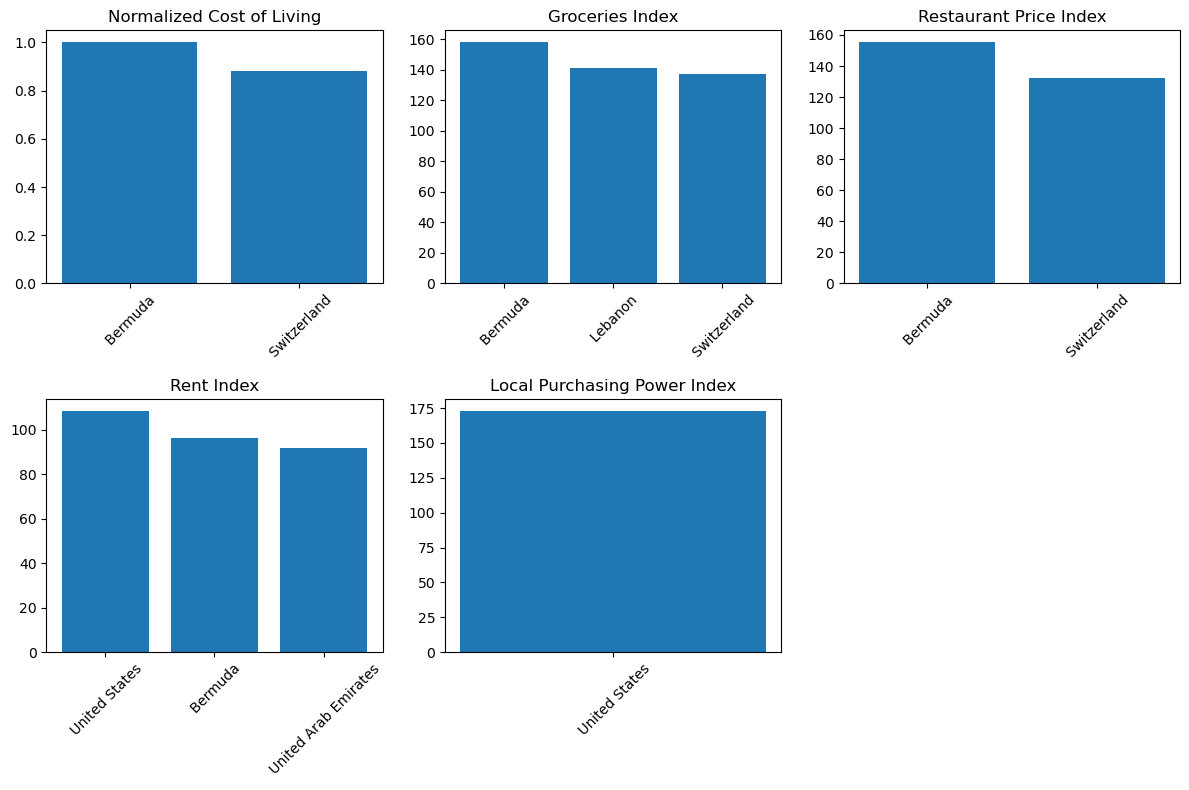 Normalized Cost of Living
1.0
0.8
0.6
0.4
0.2
0.0
Bermuda
Switzerland
Groceries Index
160
140
120
100
80
60
40
20
0
Bermuda
Lebanon
Switzerland
Restaurant Price Index
160
140
120
100
80
60
40
20
0
Bermuda
Switzerland
Rent Index
100
80
60
40
20
0
United States
Bermuda
United Arab Emirates
Local Purchasing Power Index
175
150
125
100
75
50
25
0
United States